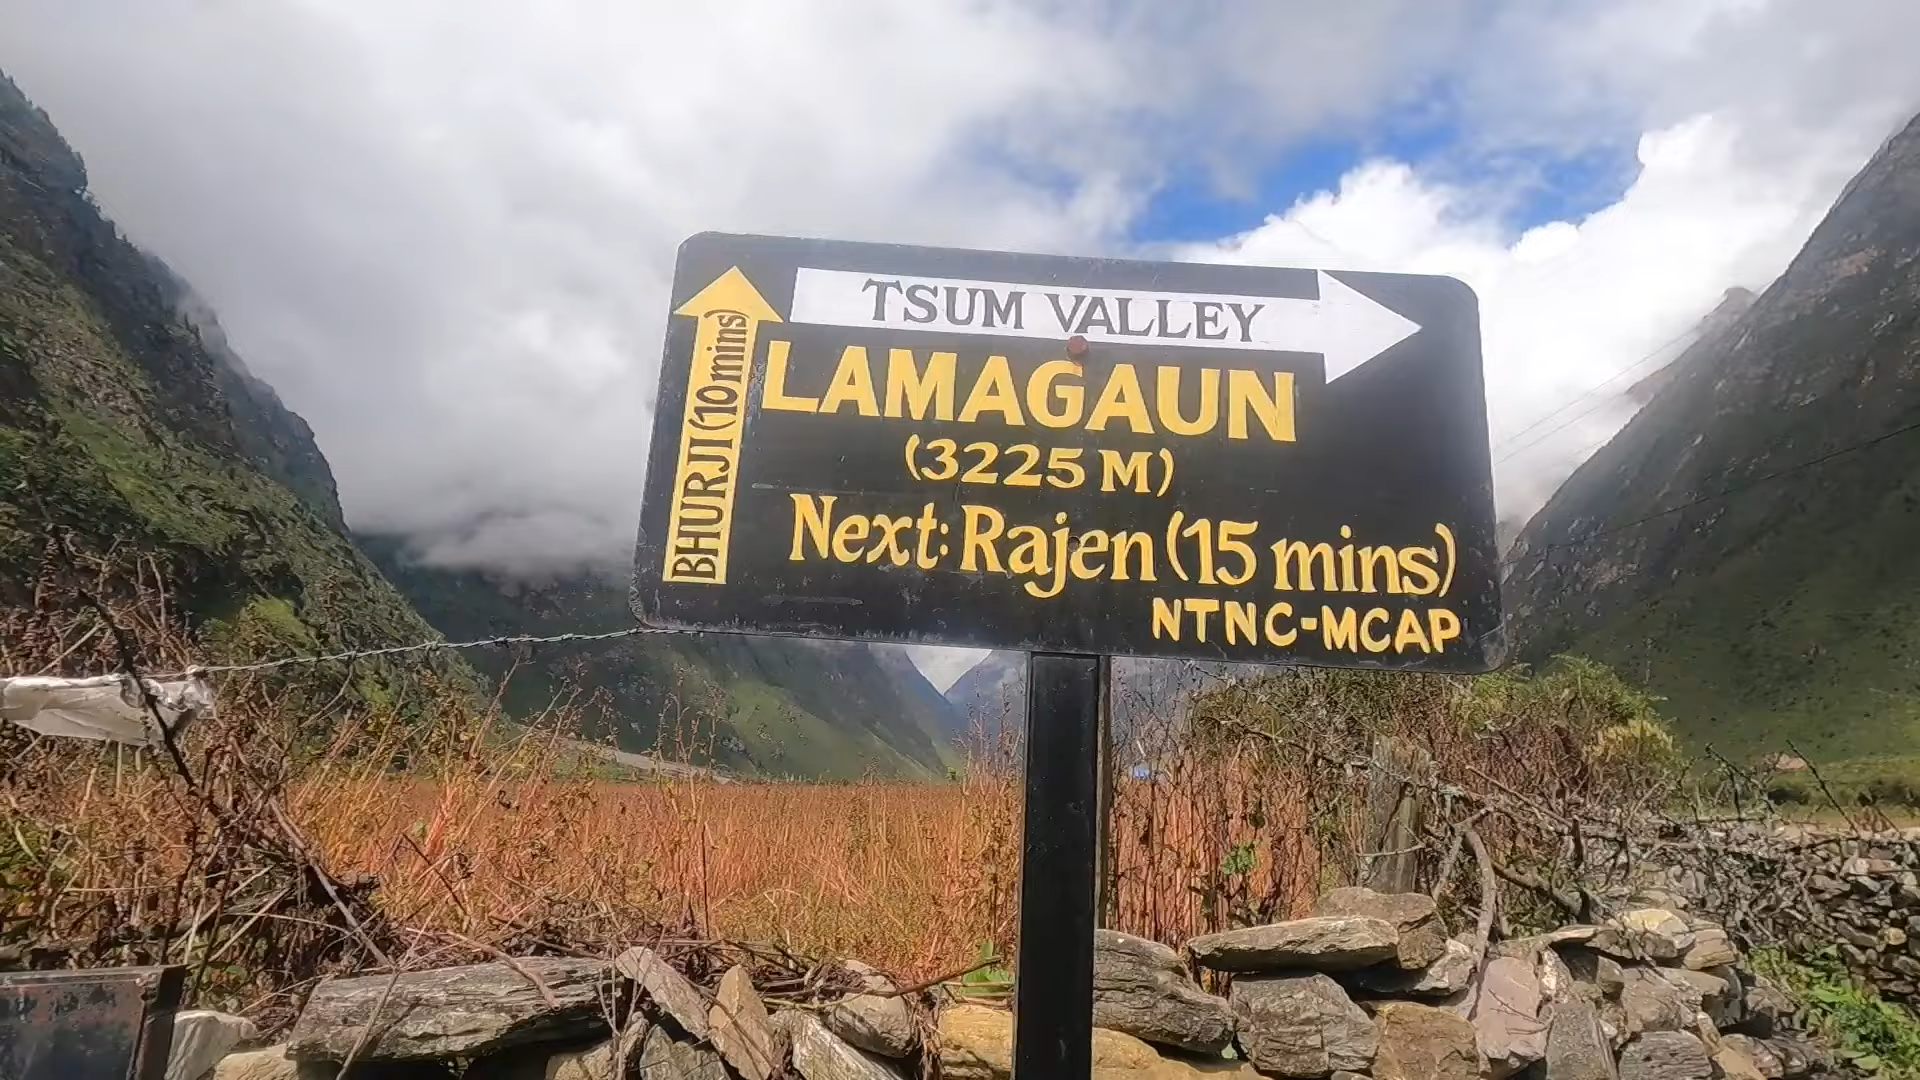 TSUM VALLEY
BHURJI (10 mins)
LAMAGAUN
(3225 M)
Next: Rajen (15 mins)
NTNC-MCAP